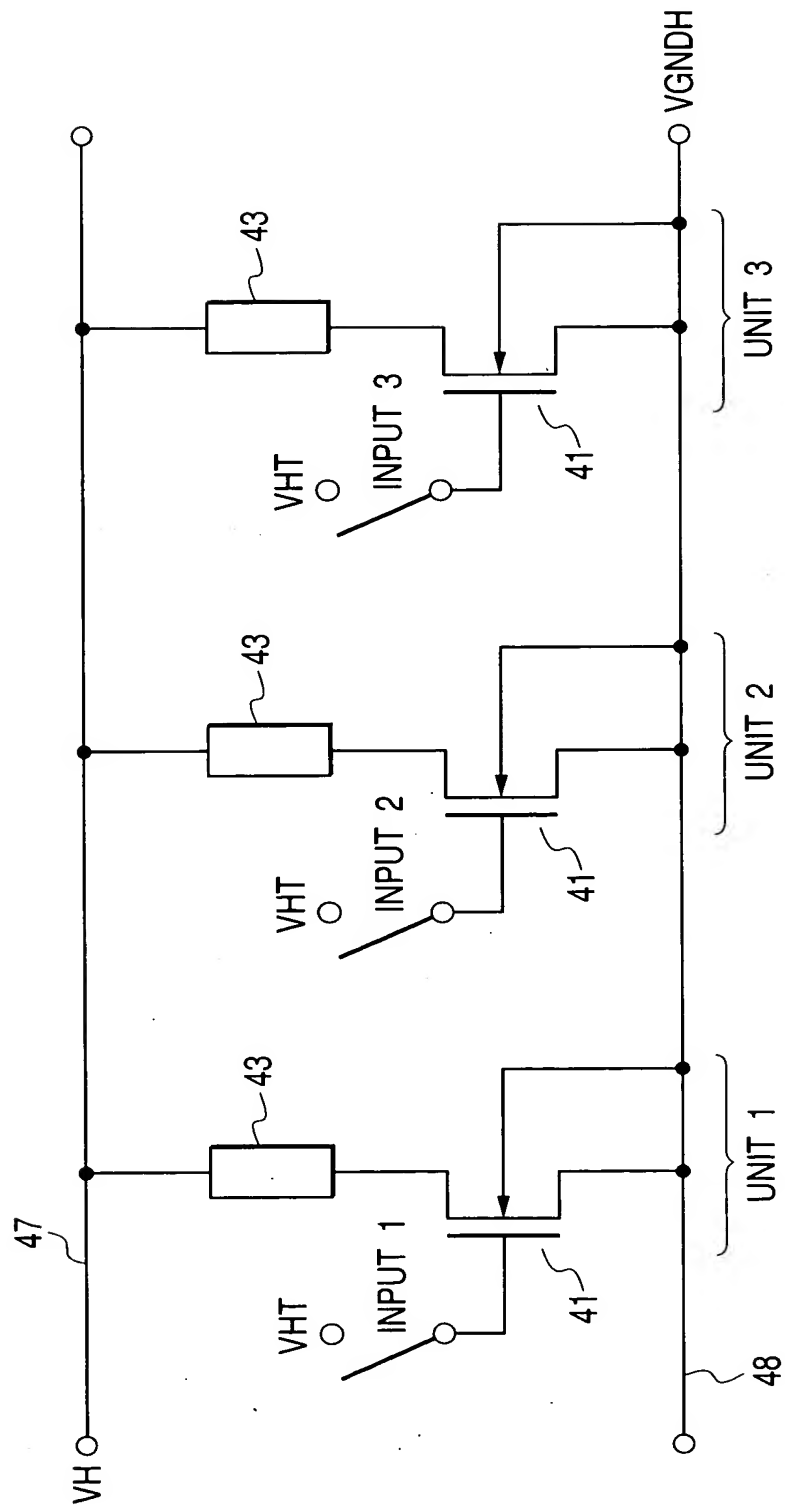 VH
47
43
43
43
VHT
VHT
VHT
INPUT 1
INPUT 2
INPUT 3
41
41
41
48
VGNDH
UNIT 1
UNIT 2
UNIT 3